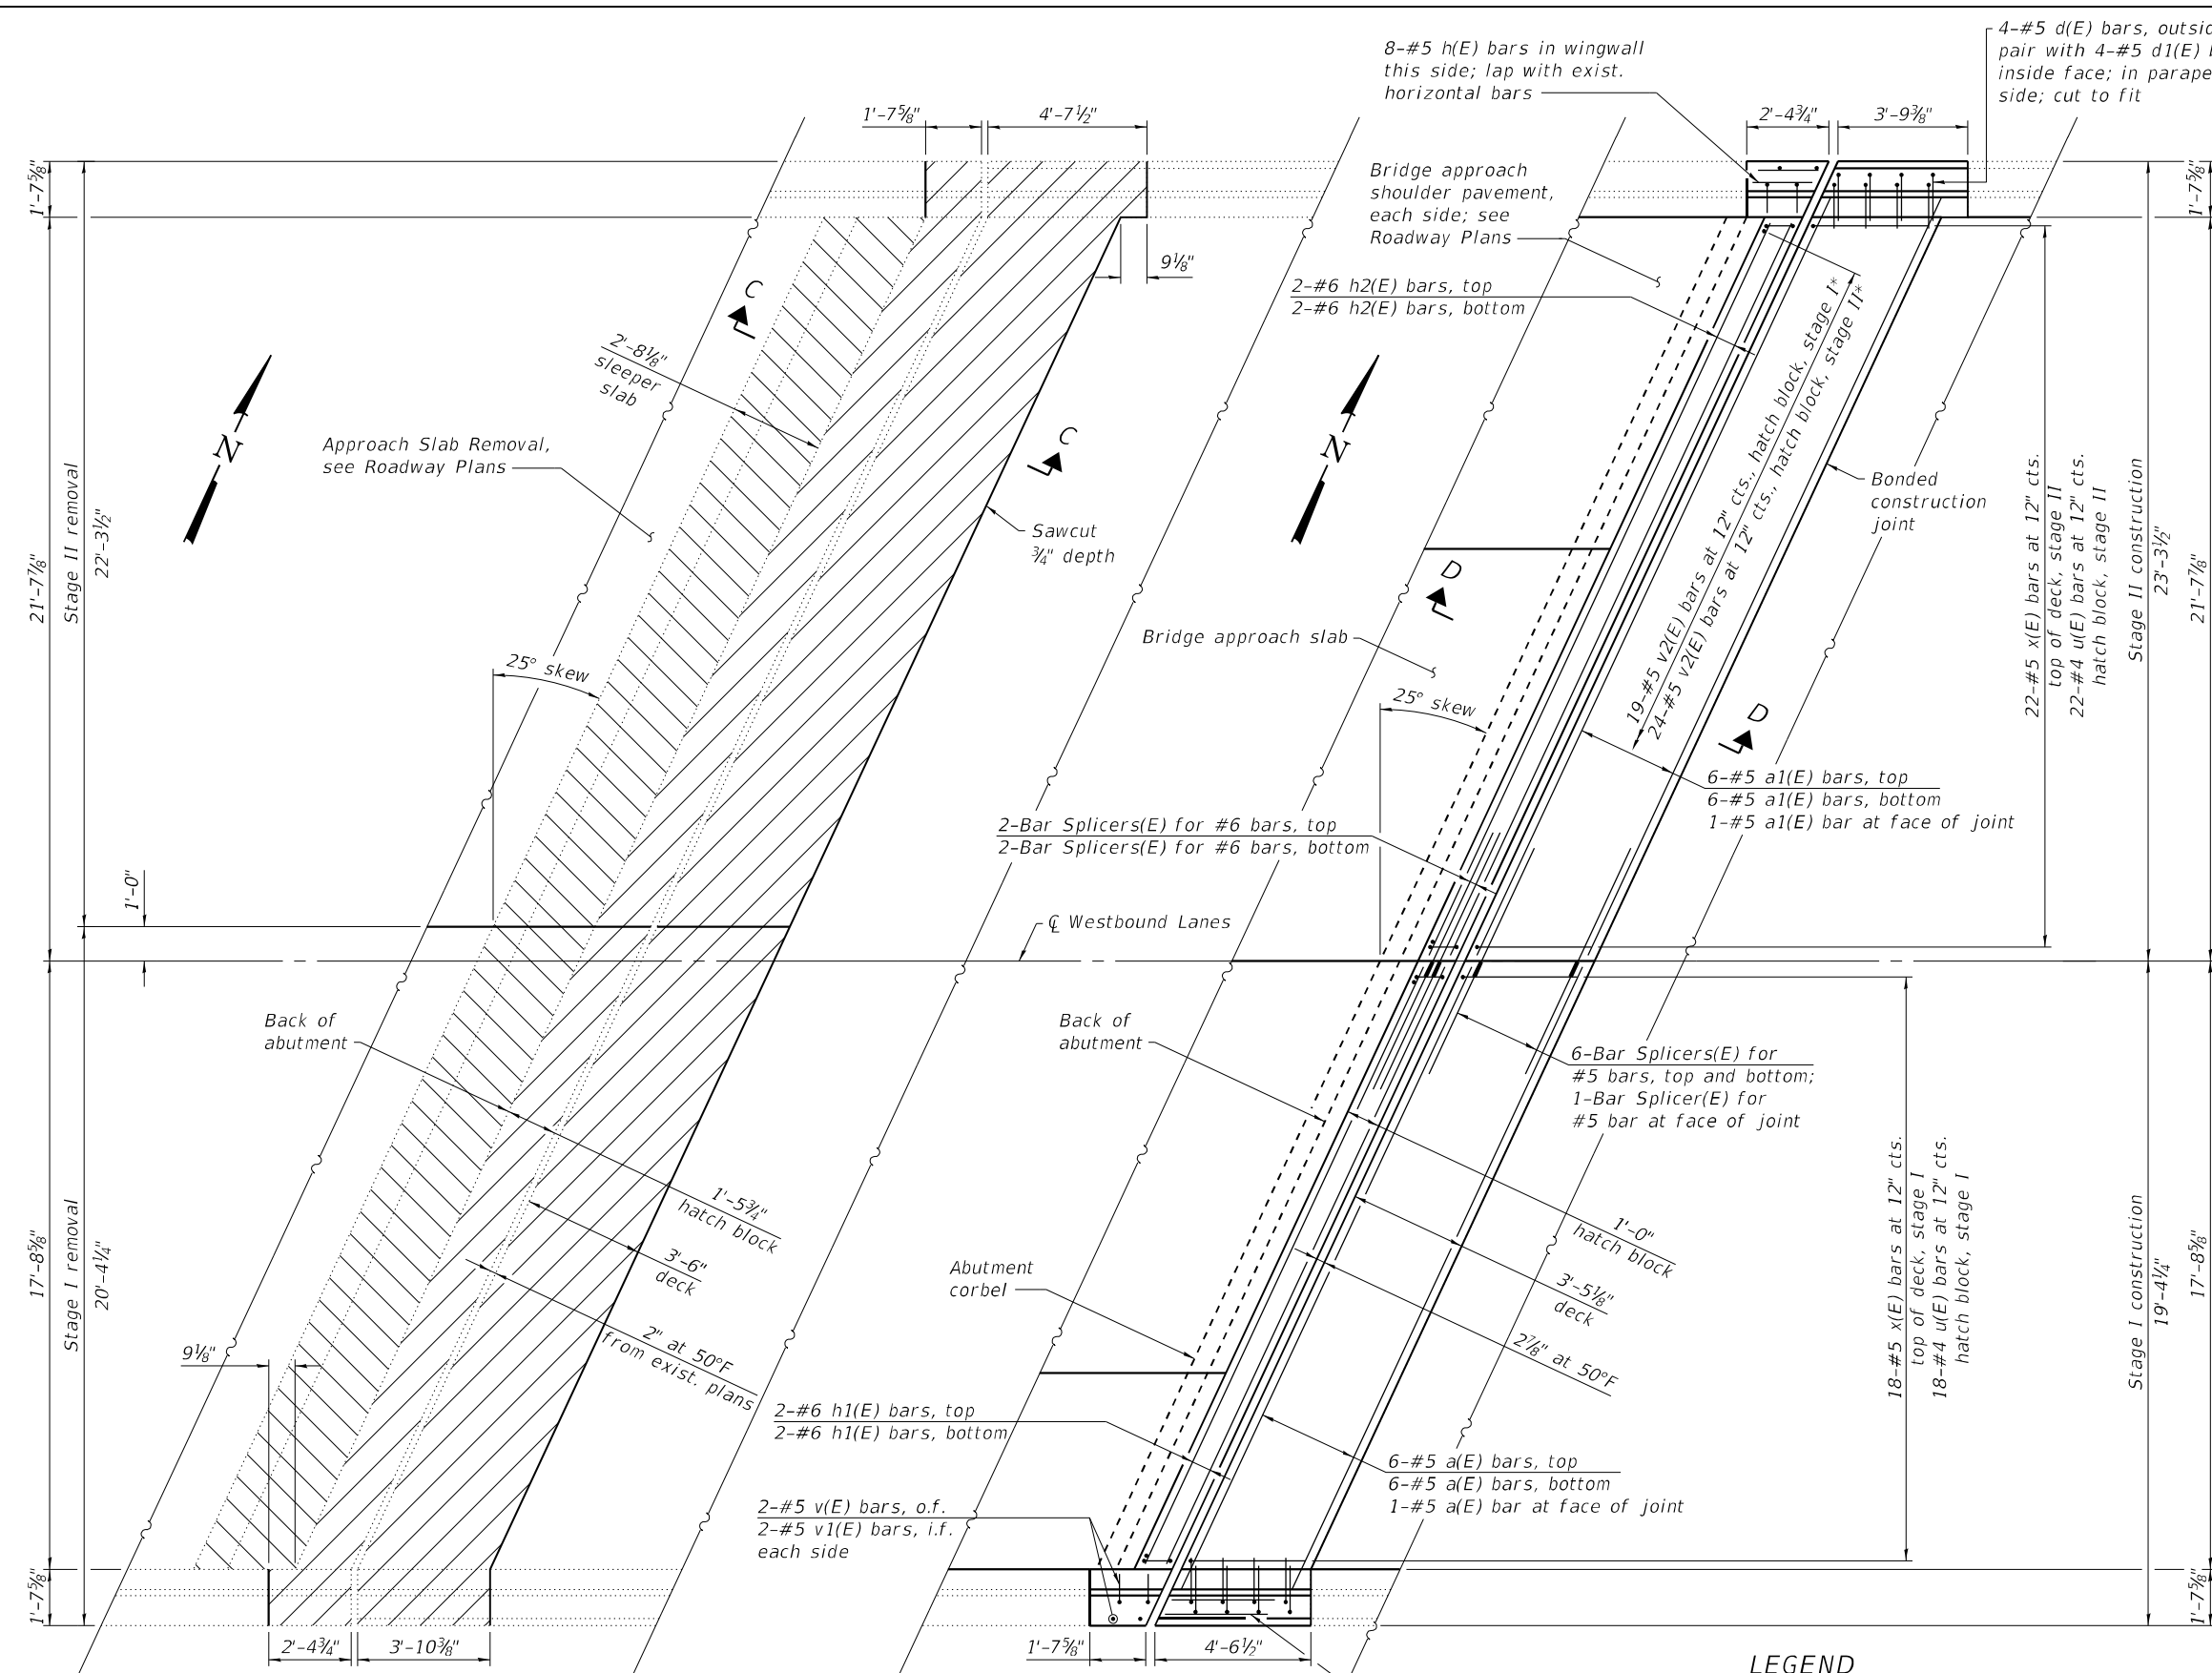 4-#5 d(E) bars, outsid
pair with 4-#5 d1(E) b
inside face; in parape
side; cut to fit
8-#5 h(E) bars in wingwall
this side; lap with exist.
horizontal bars
1'-7⅝"
4'-7½"
2'-4¾"
3'-9⅜"
1'-7⅝"
1'-7⅝"
Bridge approach
shoulder pavement,
each side; see
Roadway Plans
9⅛"
C
2-#6 h2(E) bars, top
2-#6 h2(E) bars, bottom
2'-8⅛"
sleeper
slab
N
N
C
Approach Slab Removal,
see Roadway Plans
Sawcut
¾" depth
19-#5 v2(E) bars at 12" cts., hatch block, stage I*
24-#5 v2(E) bars at 12" cts., hatch block, stage II*
Bonded
construction
joint
21'-7⅞"
Stage II removal
22'-3½"
22-#5 x(E) bars at 12" cts.
top of deck, stage II
22-#4 u(E) bars at 12" cts.
hatch block, stage II
Stage II construction
23'-3½"
21'-7⅞"
D
Bridge approach slab
25° skew
25° skew
D
6-#5 a1(E) bars, top
6-#5 a1(E) bars, bottom
1-#5 a1(E) bar at face of joint
2-Bar Splicers(E) for #6 bars, top
2-Bar Splicers(E) for #6 bars, bottom
1'-0"
℄ Westbound Lanes
Back of
abutment
Back of
abutment
6-Bar Splicers(E) for
#5 bars, top and bottom;
1-Bar Splicer(E) for
#5 bar at face of joint
1'-5¾"
hatch block
3'-6"
deck
2" at 50°F
from exist. plans
1'-0"
hatch block
3'-5⅛"
deck
2⅞" at 50°F
Abutment
corbel
17'-8⅝"
Stage I removal
20'-4¼"
18-#5 x(E) bars at 12" cts.
top of deck, stage I
18-#4 u(E) bars at 12" cts.
hatch block, stage I
Stage I construction
19'-4¼"
17'-8⅝"
9⅛"
2-#6 h1(E) bars, top
2-#6 h1(E) bars, bottom
6-#5 a(E) bars, top
6-#5 a(E) bars, bottom
1-#5 a(E) bar at face of joint
2-#5 v(E) bars, o.f.
2-#5 v1(E) bars, i.f.
each side
1'-7⅝"
1'-7⅝"
2'-4¾"
3'-10⅜"
1'-7⅝"
4'-6½"
LEGEND